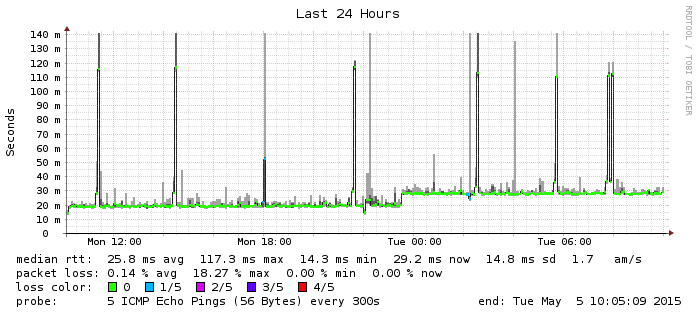 Last 24 Hours
RRDTOOL / TOBI OETIKER
Seconds
140 m
130 m
120 m
110 m
100 m
90 m
80 m
70 m
60 m
50 m
40 m
30 m
20 m
10 m
0
Mon 12:00 Mon 18:00 Tue 00:00 Tue 06:00
median rtt: 25.8 ms avg 117.3 ms max 14.3 ms min 29.2 ms now 14.8 ms sd 1.7 am/s
packet loss: 0.14 % avg 18.27 % max 0.00 % min 0.00 % now
loss color: 0 1/5 2/5 3/5 4/5
probe: 5 ICMP Echo Pings (56 Bytes) every 300s end: Tue May 5 10:05:09 2015